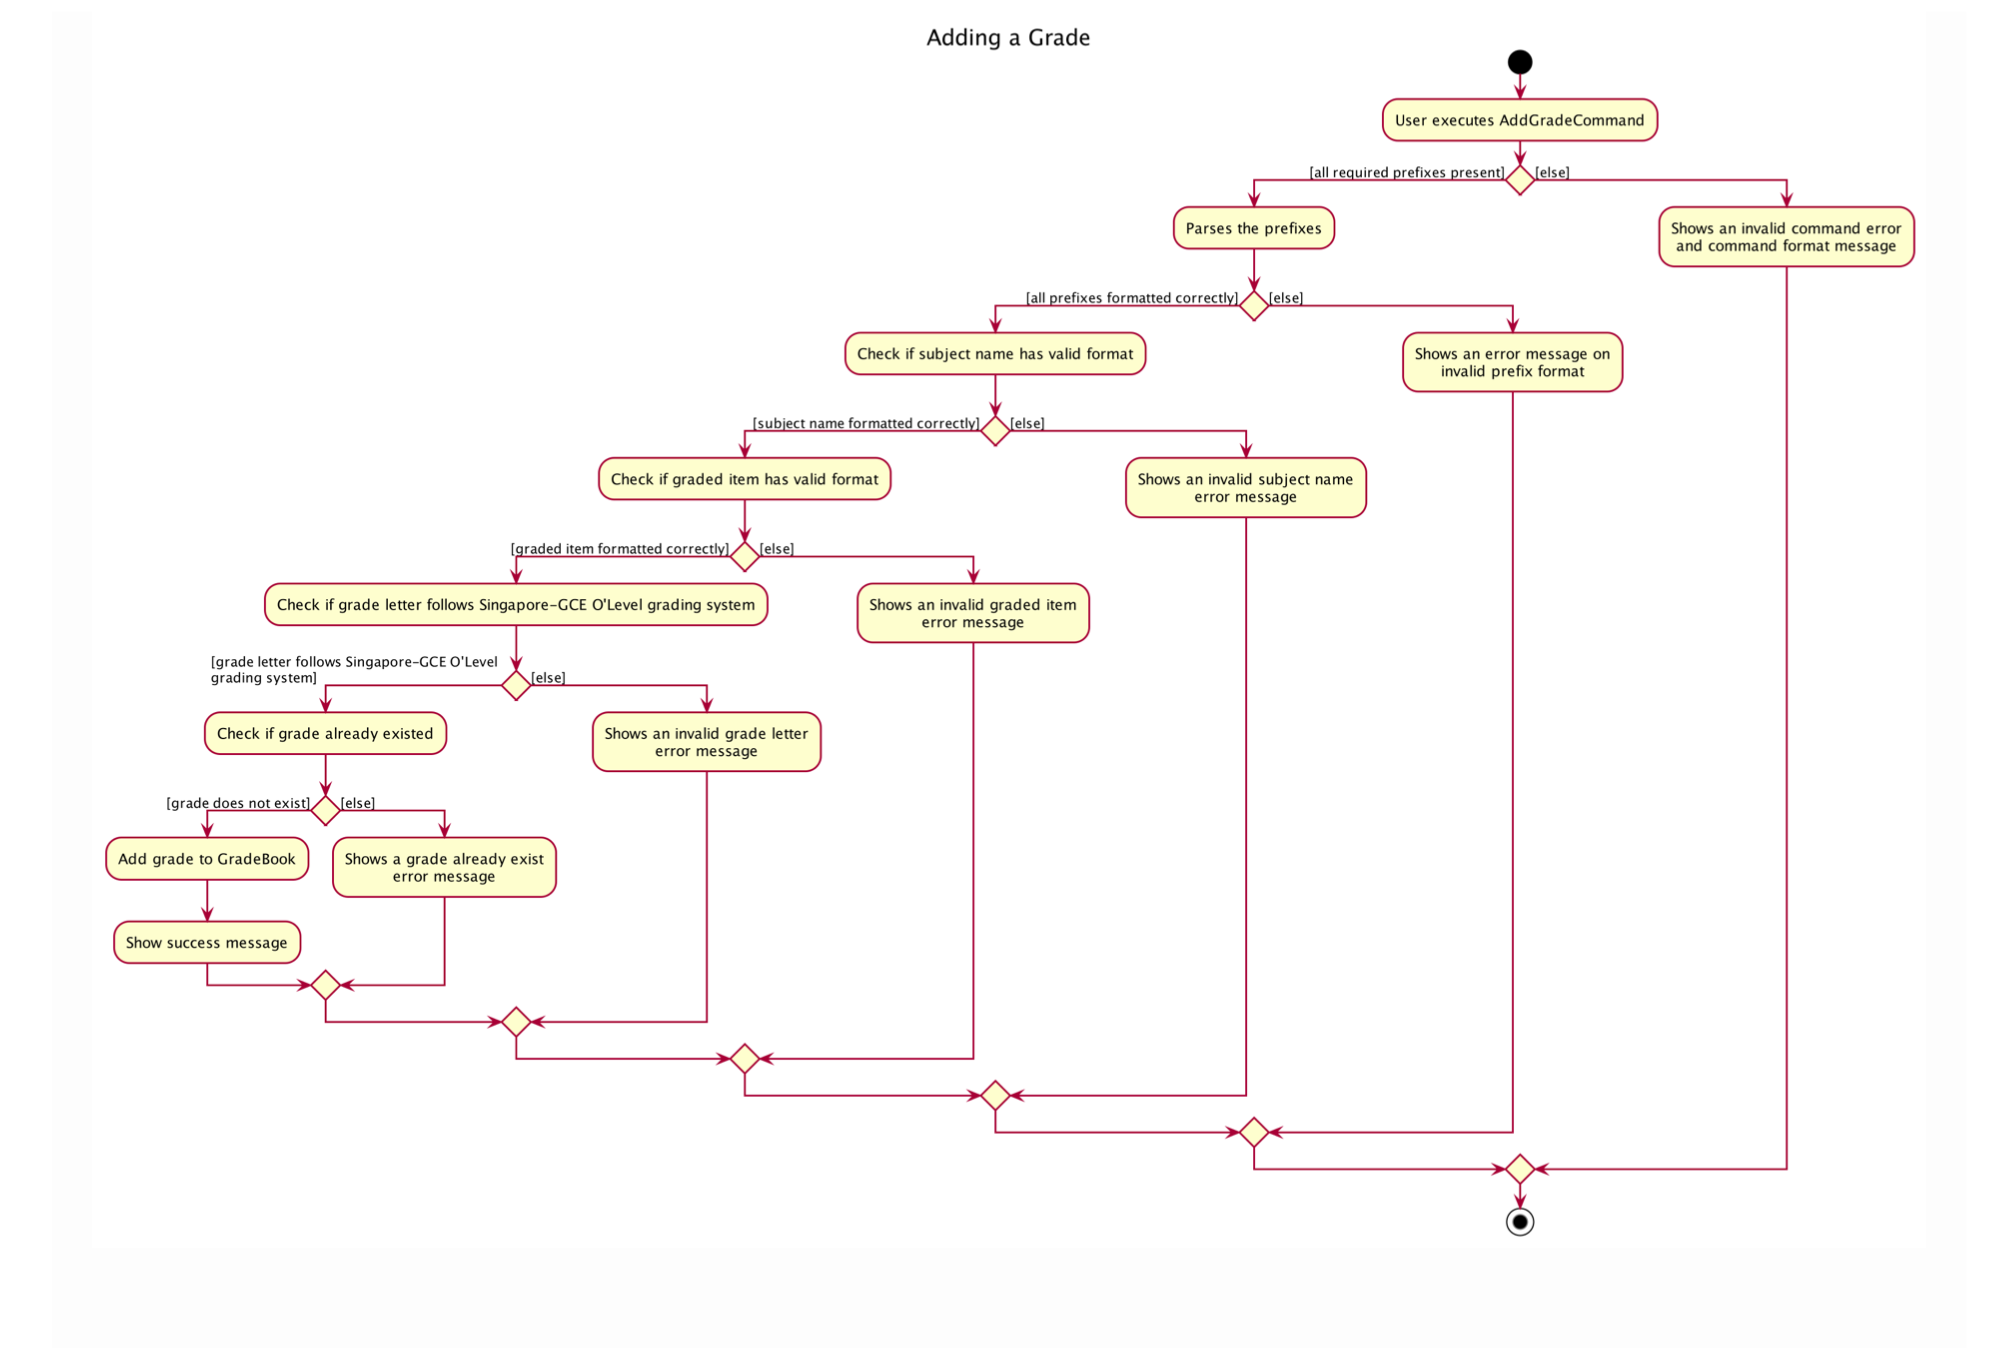 Adding a Grade
User executes AddGradeCommand
[all required prefixes present]
[else]
Parses the prefixes
Shows an invalid command error
and command format message
[all prefixes formatted correctly]
[else]
Check if subject name has valid format
Shows an error message on
invalid prefix format
[subject name formatted correctly]
[else]
Check if graded item has valid format
Shows an invalid subject name
error message
[graded item formatted correctly]
[else]
Check if grade letter follows Singapore-GCE O'Level grading system
Shows an invalid graded item
error message
[grade letter follows Singapore-GCE O'Level
grading system]
[else]
Check if grade already existed
Shows an invalid grade letter
error message
[grade does not exist]
[else]
Add grade to GradeBook
Shows a grade already exist
error message
Show success message